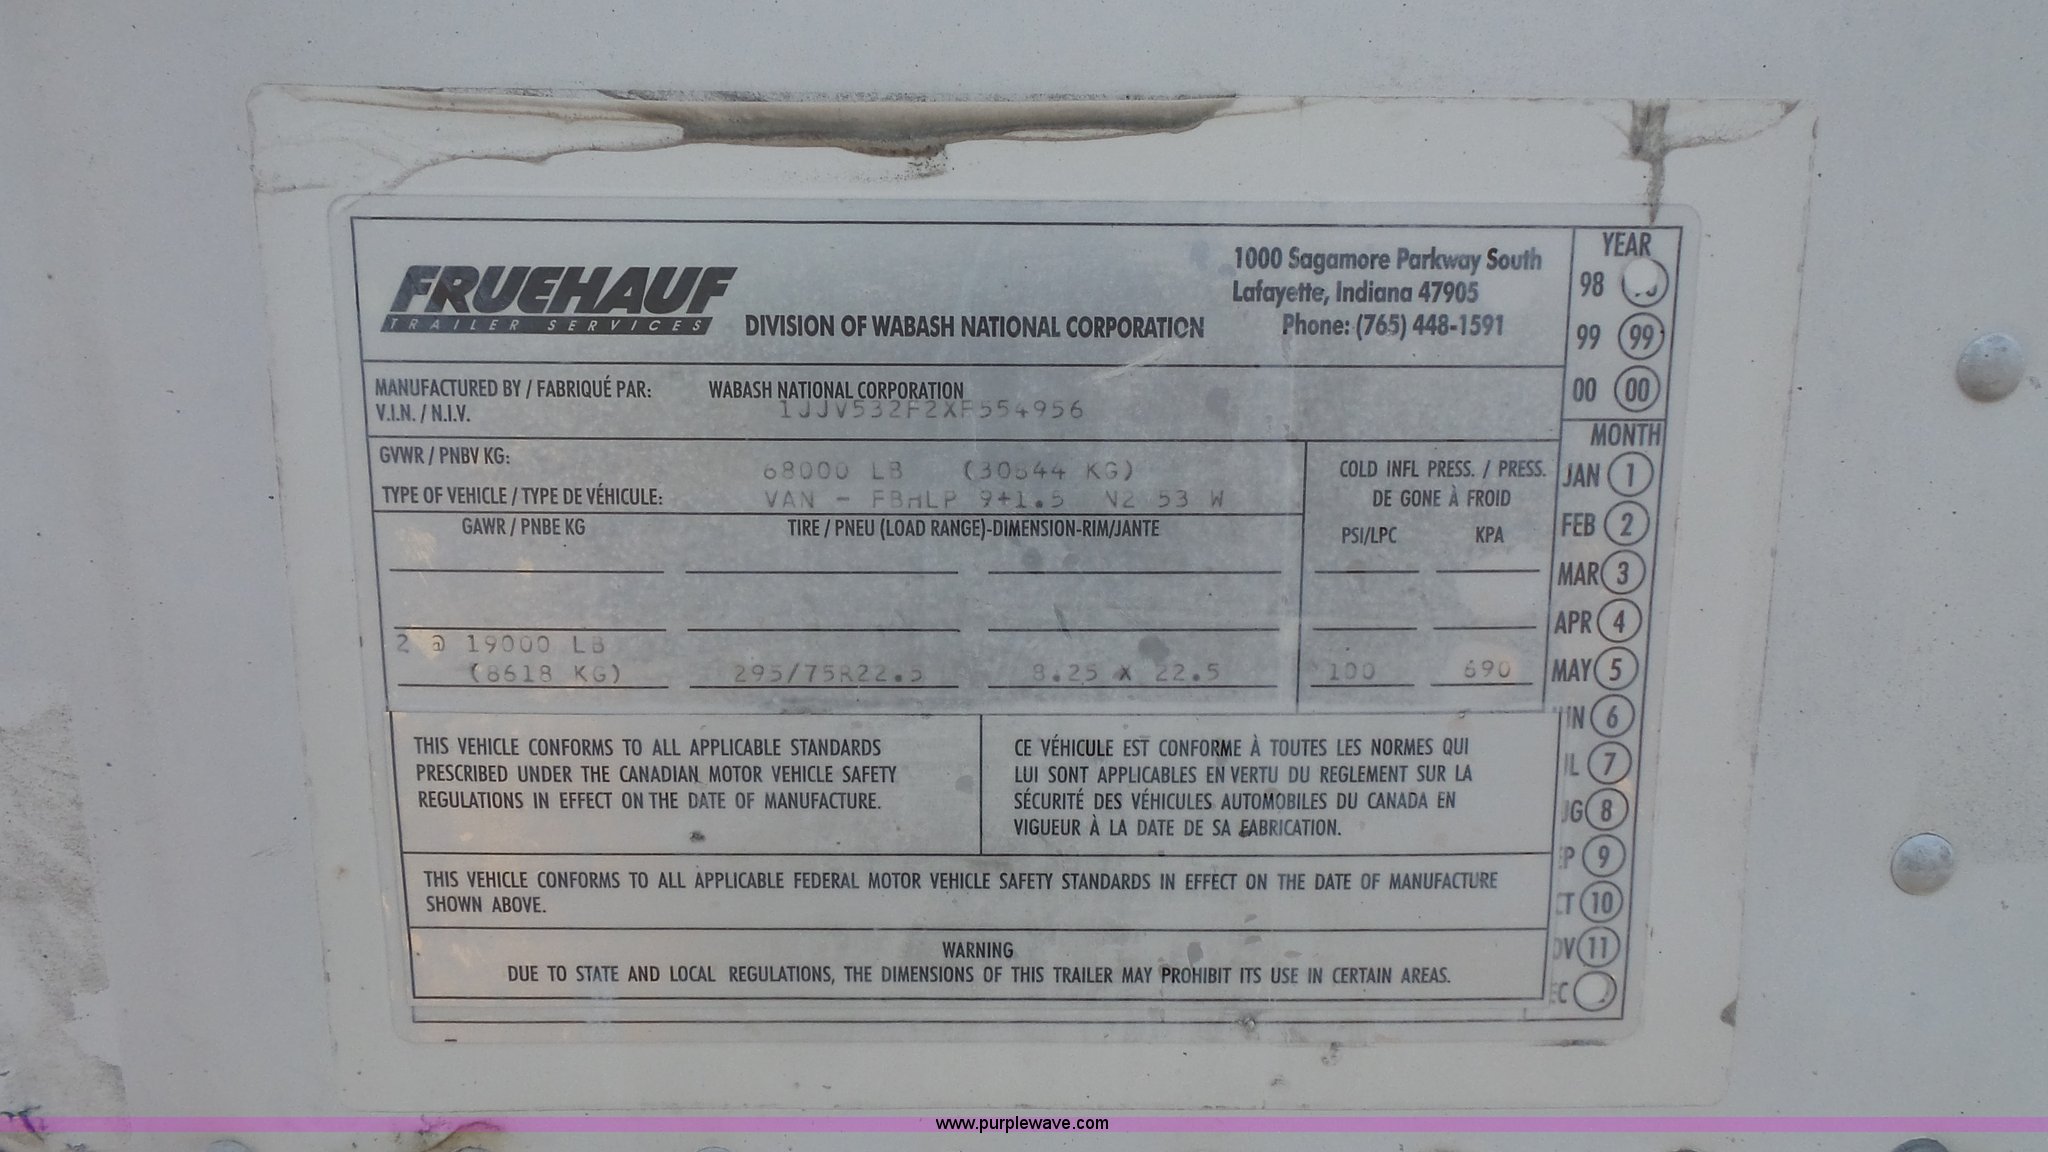 FRUEHAUF
TRAILER SERVICES
DIVISION OF WABASH NATIONAL CORPORATION
1000 Sagamore Parkway South
Lafayette, Indiana 47905
Phone: (765) 448-1591
MANUFACTURED BY / FABRIQUÉ PAR: WABASH NATIONAL CORPORATION
V.I.N. / N.I.V. 1JJV532F2XF554956
GVWR / PNBV KG: 68000 LB (30844 KG)
TYPE OF VEHICLE / TYPE DE VÉHICULE: VAN - FBHLP 9+1.5 N2 53 W
COLD INFL PRESS. / PRESS.
DE GONE À FROID
GAWR / PNBE KG TIRE / PNEU (LOAD RANGE)-DIMENSION-RIM/JANTE PSI/LPC KPA
2 @ 19000 LB
(8618 KG) 295/75R22.5 8.25 X 22.5 100 690
THIS VEHICLE CONFORMS TO ALL APPLICABLE STANDARDS
PRESCRIBED UNDER THE CANADIAN MOTOR VEHICLE SAFETY
REGULATIONS IN EFFECT ON THE DATE OF MANUFACTURE.
CE VÉHICULE EST CONFORME À TOUTES LES NORMES QUI
LUI SONT APPLICABLES EN VERTU DU REGLEMENT SUR LA
SÉCURITÉ DES VÉHICULES AUTOMOBILES DU CANADA EN
VIGUEUR À LA DATE DE SA FABRICATION.
THIS VEHICLE CONFORMS TO ALL APPLICABLE FEDERAL MOTOR VEHICLE SAFETY STANDARDS IN EFFECT ON THE DATE OF MANUFACTURE
SHOWN ABOVE.
WARNING
DUE TO STATE AND LOCAL REGULATIONS, THE DIMENSIONS OF THIS TRAILER MAY PROHIBIT ITS USE IN CERTAIN AREAS.
YEAR
98
99 99
00 00
MONTH
JAN 1
FEB 2
MAR 3
APR 4
MAY 5
N 6
L 7
UG 8
P 9
CT 10
OV 11
EC
www.purplewave.com